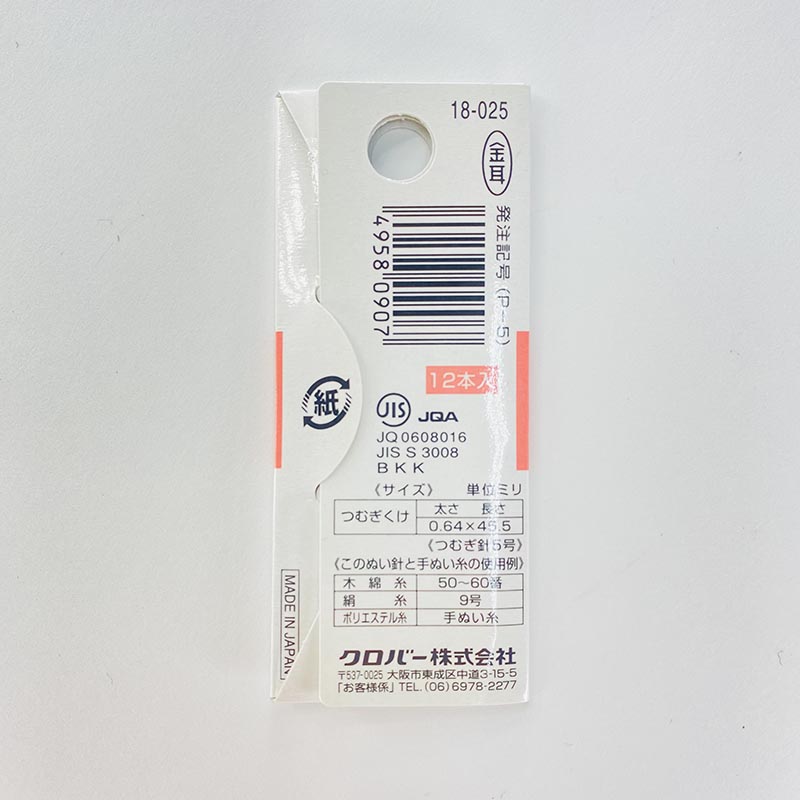 18-025
金耳
発注記号(P-5)
49580907
12本入
紙
JIS JQA
JQ0608016
JIS S 3008
BKK
《サイズ》 単位ミリ
つむぎくけ 太さ 長さ
0.64×45.5
《つむぎ針5号》
《このぬい針と手ぬい糸の使用例》
木綿糸 50〜60番
絹糸 9号
ポリエステル糸 手ぬい糸
クロバー株式会社
〒537-0025 大阪市東成区中道3-15-5
「お客様係」TEL.(06)6978-2277
MADE IN JAPAN